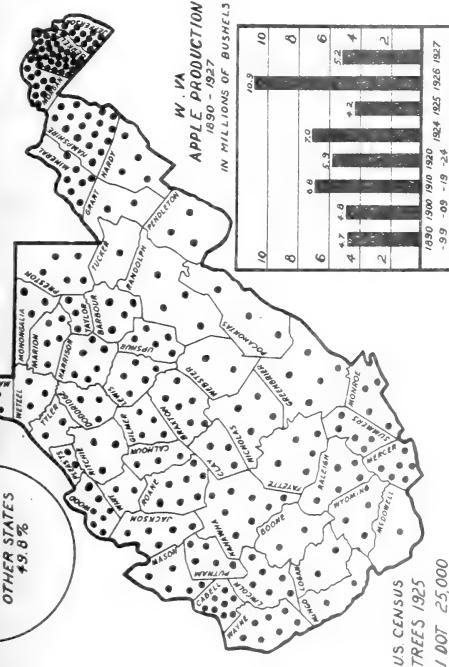 OTHER STATES
49.8%
W. VA
APPLE PRODUCTION
1890 - 1927
IN MILLIONS OF BUSHELS
10
8
6
4
2
10
8
6
4
2
4.7
4.8
6.8
5.9
7.0
4.2
10.9
5.2
1890 1900 1910 1920 1924 1925 1926 1927
-99 -09 -19 -24
MORGAN
BERKELEY
JEFFERSON
MINERAL
HAMPSHIRE
GRANT
HARDY
PENDLETON
PRESTON
TUCKER
RANDOLPH
MONONGALIA
MARION
TAYLOR
BARBOUR
HARRISON
UPSHUR
WETZEL
TYLER
DODDRIDGE
LEWIS
PLEASTS
RITCHIE
GILMER
BRAXTON
WEBSTER
POCAHONTAS
WOOD
WIRT
CALHOUN
ROANE
CLAY
NICHOLAS
GREENBRIER
JACKSON
MASON
PUTNAM
KANAWHA
FAYETTE
MONROE
SUMMERS
CABELL
LINCOLN
BOONE
RALEIGH
MERCER
WAYNE
LOGAN
MINGO
WYOMING
MCDOWELL
U.S. CENSUS
TREES 1925
1 DOT 25,000